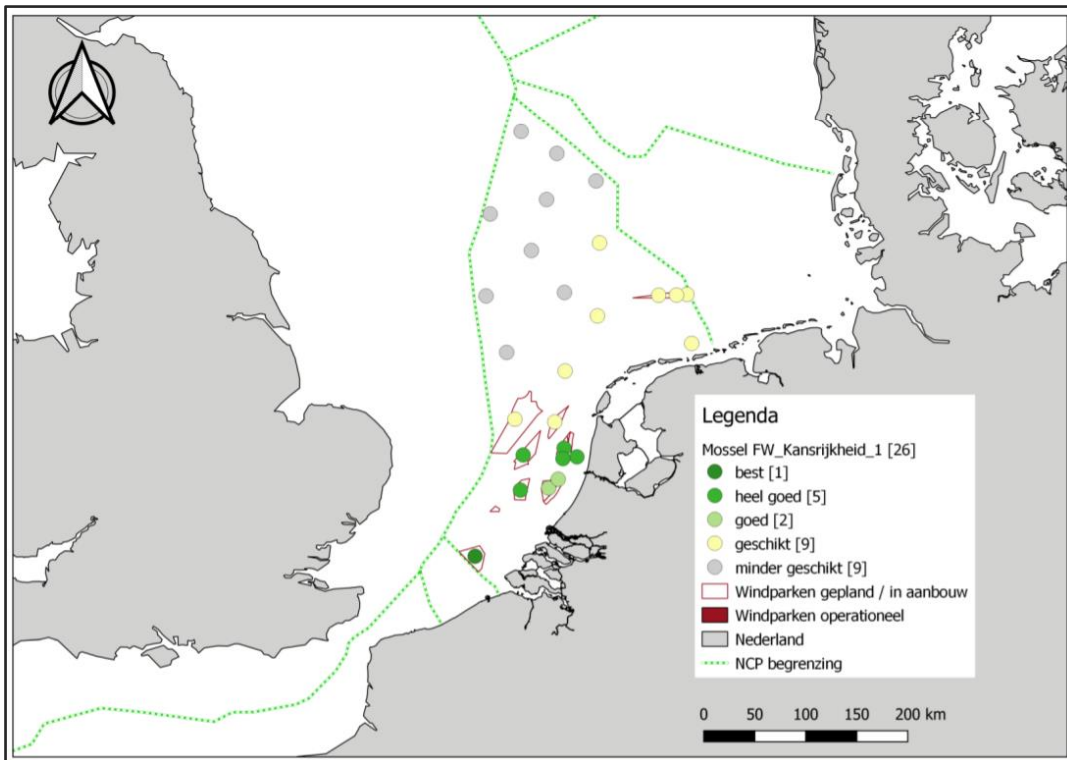 Legenda
Mossel FW_Kansrijkheid_1 [26]
best [1]
heel goed [5]
goed [2]
geschikt [9]
minder geschikt [9]
Windparken gepland / in aanbouw
Windparken operationeel
Nederland
NCP begrenzing
0 50 100 150 200 km